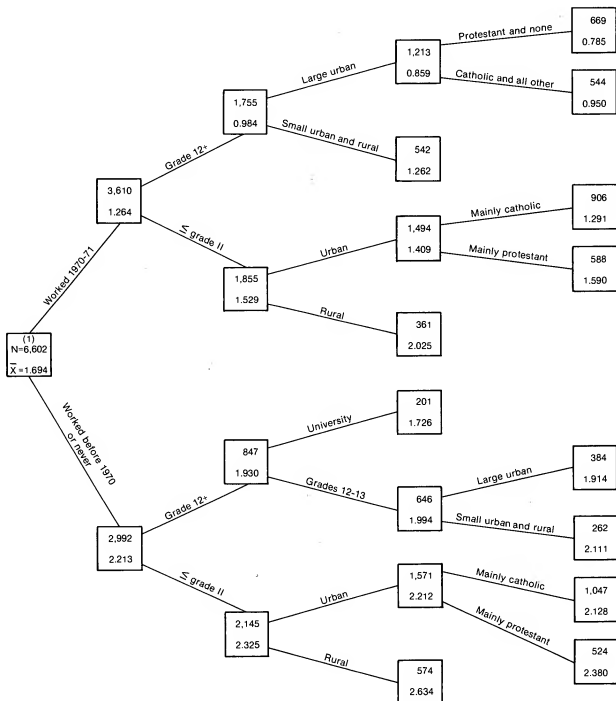 Protestant and none
669
0.785
Large urban
1,213
0.859
Catholic and all other
544
0.950
1,755
0.984
Small urban and rural
542
1.262
Grade 12+
3,610
1.264
Mainly catholic
906
1.291
≤ grade II
Urban
1,494
1.409
Mainly protestant
588
1.590
1,855
1.529
Worked 1970-71
Rural
361
2.025
(1)
N=6,602
X̅ =1.694
Worked before 1970
or never
University
201
1.726
847
1.930
Grades 12-13
Large urban
384
1.914
Grade 12+
646
1.994
Small urban and rural
262
2.111
2,992
2.213
≤ grade II
Urban
1,571
2.212
Mainly catholic
1,047
2.128
2,145
2.325
Mainly protestant
524
2.380
Rural
574
2.634